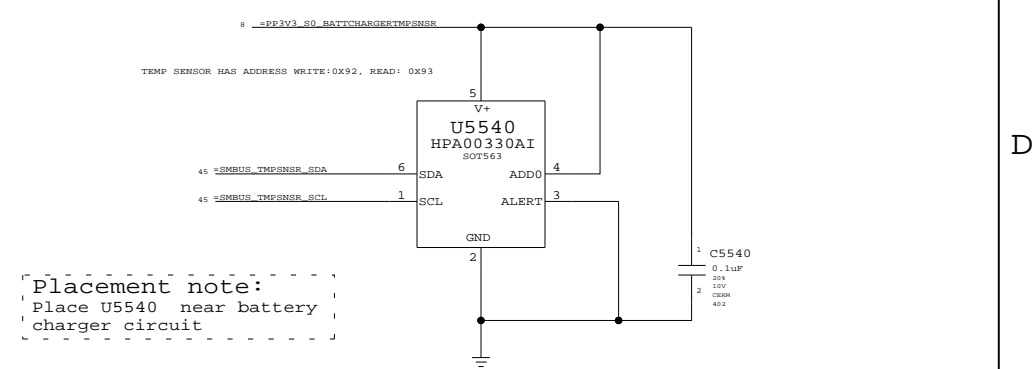 8 =PP3V3_S0_BATTCHARGERTMPSNSR
TEMP SENSOR HAS ADDRESS WRITE:0X92, READ: 0X93
5
V+
U5540
HPA00330AI
SOT563
45 =SMBUS_TMPSNSR_SDA 6 SDA ADD0 4
45 =SMBUS_TMPSNSR_SCL 1 SCL ALERT 3
GND
2
1 C5540
0.1uF
20%
10V
2 CERM
402
Placement note:
Place U5540 near battery
charger circuit
D